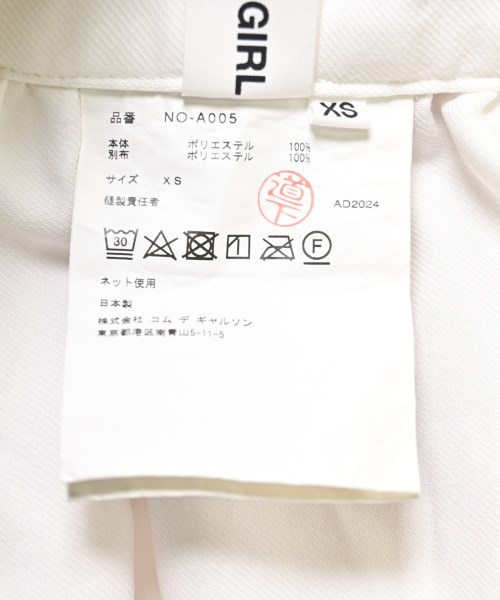 GIRL
XS
品番 NO-A005
本体 ポリエステル 100%
別布 ポリエステル 100%
サイズ XS
縫製責任者 道下 AD2024
30 F
ネット使用
日本製
株式会社 コム デ ギャルソン
東京都港区南青山5-11-5